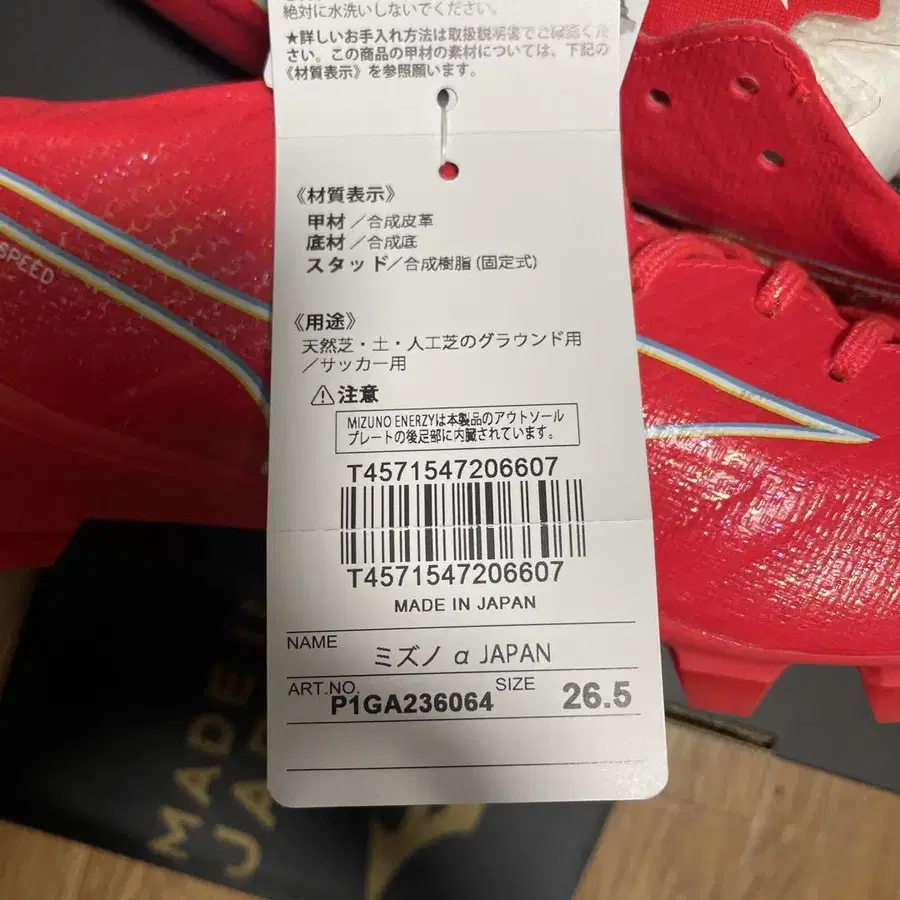 絶対に水洗いしないでください。
★詳しいお手入れ方法は取扱説明書でご確認くだ
さい。この商品の甲材の素材については、下記の
《材質表示》を参照願います。
《材質表示》
甲材／合成皮革
底材／合成底
スタッド／合成樹脂(固定式)
《用途》
天然芝・土・人工芝のグラウンド用
／サッカー用
⚠注意
MIZUNO ENERZYは本製品のアウトソール
プレートの後足部に内臓されています。
T4571547206607
T4571547206607
MADE IN JAPAN
NAME
ミズノ α JAPAN
ART.NO.
P1GA236064
SIZE
26.5
SPEED
MADE IN